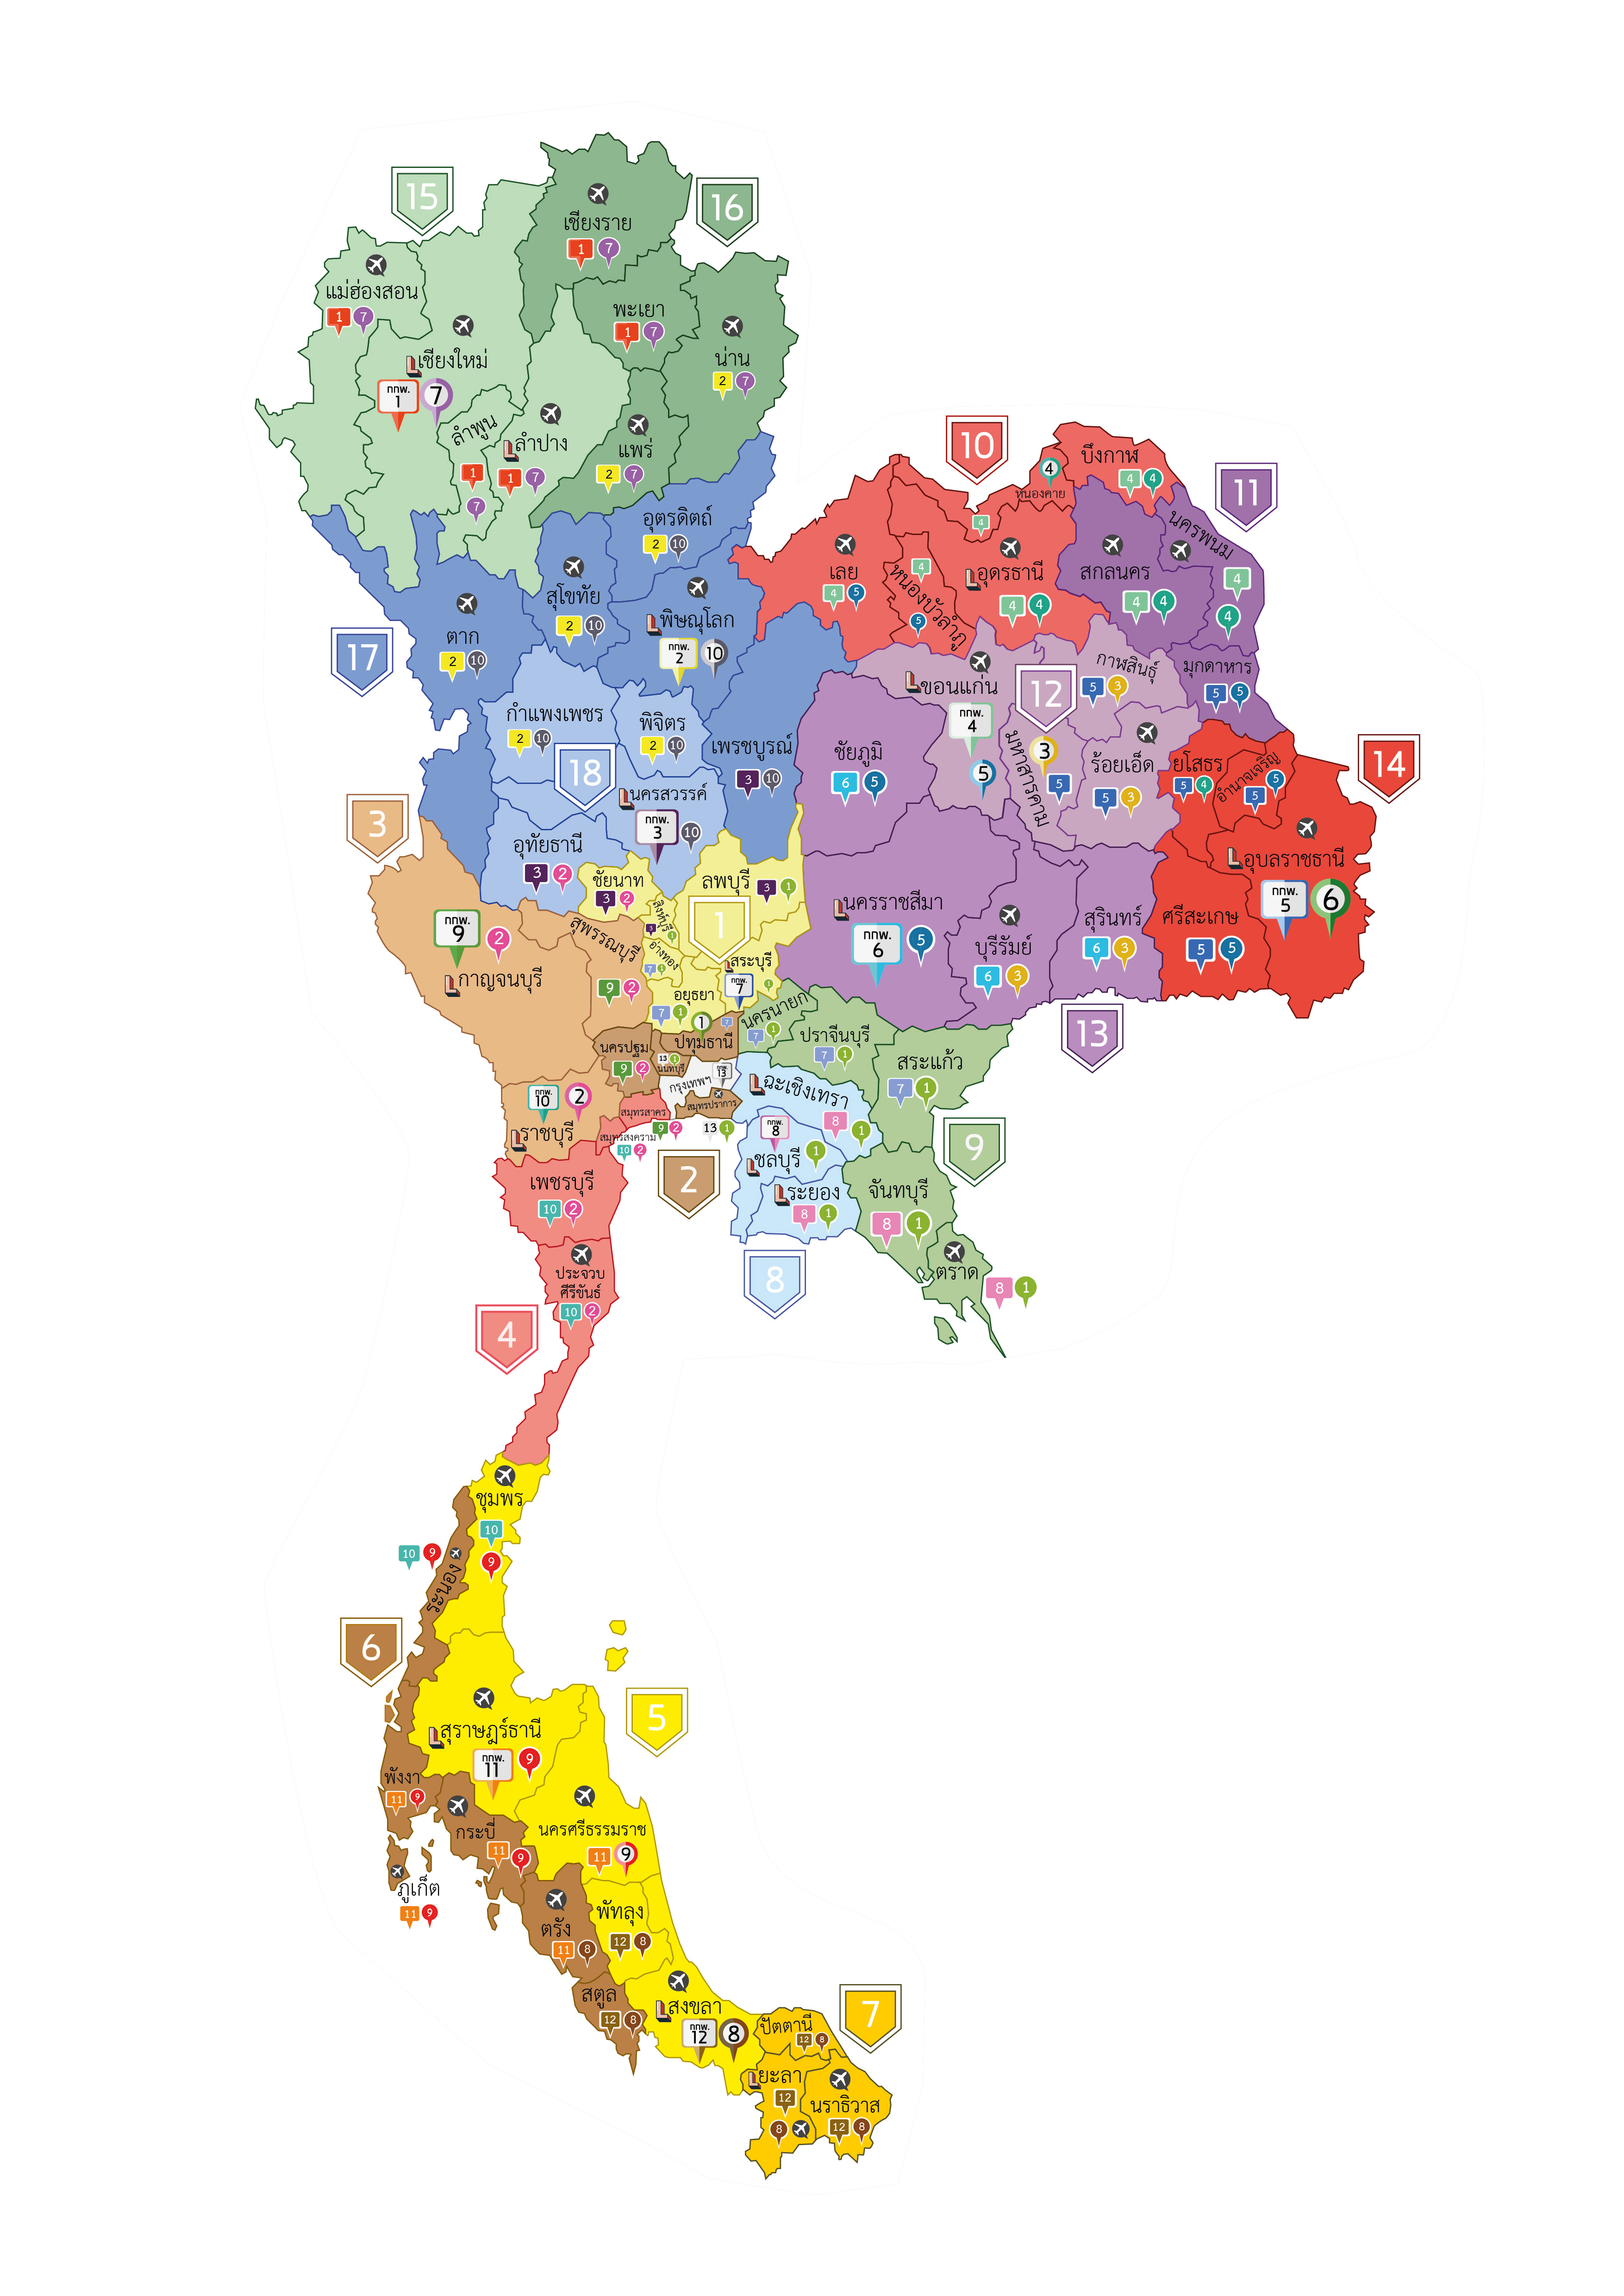 15
16
เชียงราย
1 7
แม่ฮ่องสอน
1 7
พะเยา
1 7
น่าน
2 7
เชียงใหม่
กกพ.
1
7
ลำพูน
1
7
ลำปาง
1 7
แพร่
2 7
10
11
บึงกาฬ
4 4
4
หนองคาย
4
นครพนม
4
4
อุตรดิตถ์
2 10
สุโขทัย
2 10
พิษณุโลก
กกพ.
2
10
ตาก
2 10
17
เลย
4 5
4
หนองบัวลำภู
5
อุดรธานี
4 4
สกลนคร
4 4
ขอนแก่น
กกพ.
4
5
12
กาฬสินธุ์
5 3
มุกดาหาร
5 5
กำแพงเพชร
2 10
พิจิตร
2 10
18
เพรชบูรณ์
3 10
นครสวรรค์
กกพ.
3
10
ชัยภูมิ
6 5
มหาสารคาม
3
5
ร้อยเอ็ด
5 3
ยโสธร
5 4
อำนาจเจริญ
5
5
14
3
อุทัยธานี
3 2
ชัยนาท
3 2
ลพบุรี
3 1
สิงห์บุรี
3 1
1
อุบลราชธานี
กกพ.
5
6
นครราชสีมา
กกพ.
6
5
บุรีรัมย์
6 3
สุรินทร์
6 3
ศรีสะเกษ
5 5
13
กกพ.
9
2
กาญจนบุรี
สุพรรณบุรี
9 2
อ่างทอง
7 1
สระบุรี
กกพ.
7
1
อยุธยา
7 1
1
7
ปทุมธานี
นครนายก
7 1
ปราจีนบุรี
7 1
สระแก้ว
7 1
นครปฐม
9 2
13 1
นนทบุรี
กรุงเทพฯ
กกพ.
13
สมุทรปราการ
13 1
กกพ.
10
2
ราชบุรี
สมุทรสาคร
9 2
สมุทรสงคราม
10 2
2
ฉะเชิงเทรา
8 1
กกพ.
8
ชลบุรี
1
ระยอง
8 1
8
9
จันทบุรี
8 1
ตราด
8 1
เพชรบุรี
10 2
ประจวบ
ศีรีขันธ์
10 2
4
ชุมพร
10
9
10 9
ระนอง
6
5
สุราษฎร์ธานี
กกพ.
11
9
พังงา
11 9
กระบี่
11 9
นครศรีธรรมราช
11 9
ภูเก็ต
11 9
ตรัง
11 8
พัทลุง
12 8
สตูล
12 8
สงขลา
กกพ.
12
8
7
ปัตตานี
12 8
ยะลา
12
8
นราธิวาส
12 8